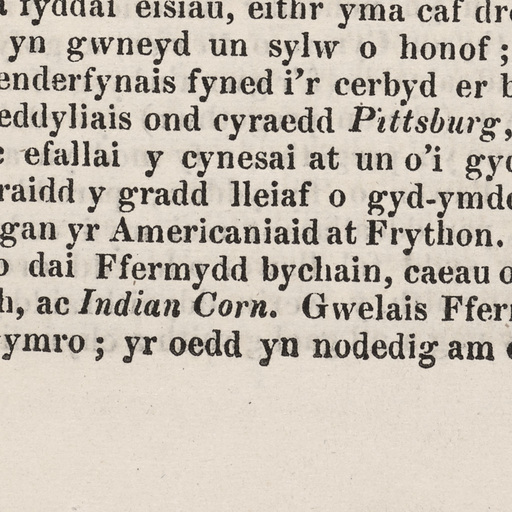 fyddai eisiau, eithr yma caf
yn gwneyd un sylw o honof;
enderfynais fyned i'r cerbyd er
eddyliais ond cyraedd Pittsburg,
efallai y cynesai at un o'i gyd
raidd y gradd lleiaf o gyd-ymd
gan yr Americaniaid at Frython.
dai Ffermydd bychain, caeau o
h, ac Indian Corn. Gwelais Ffer
ymro; yr oedd yn nodedig am